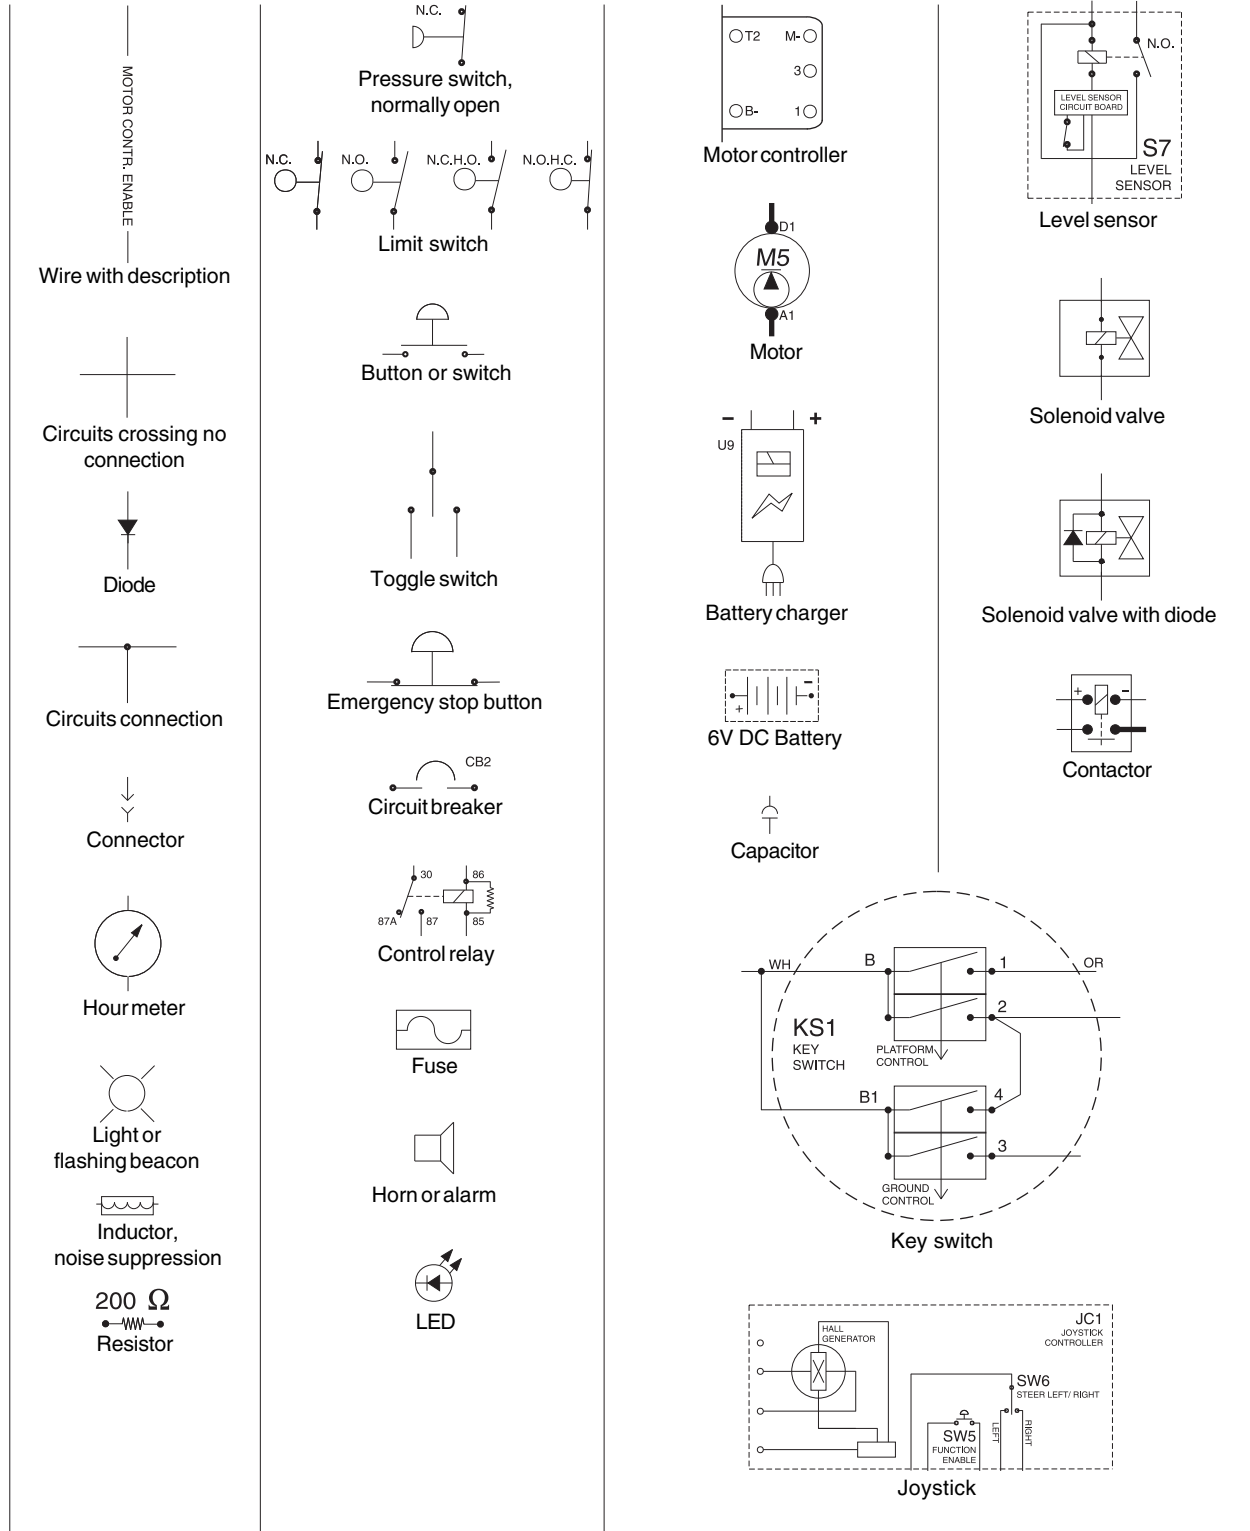 MOTOR CONTR. ENABLE
Wire with description
Circuits crossing no
connection
Diode
Circuits connection
Connector
Hour meter
Light or
flashing beacon
Inductor,
noise suppression
200 Ω
Resistor
N.C.
Pressure switch,
normally open
N.C. N.O. N.C.H.O. N.O.H.C.
Limit switch
Button or switch
Toggle switch
Emergency stop button
CB2
Circuit breaker
30 86
87A 87 85
Control relay
Fuse
Horn or alarm
LED
T2 M-
3
B- 1
Motor controller
D1
M5
A1
Motor
- +
U9
Battery charger
-
+
6V DC Battery
Capacitor
N.O.
LEVEL SENSOR
CIRCUIT BOARD
S7
LEVEL
SENSOR
Level sensor
Solenoid valve
Solenoid valve with diode
+ -
Contactor
WH B 1 OR
2
KS1
KEY
SWITCH
PLATFORM
CONTROL
B1 4
3
GROUND
CONTROL
Key switch
JC1
JOYSTICK
CONTROLLER
HALL
GENERATOR
SW6
STEER LEFT/ RIGHT
LEFT
RIGHT
SW5
FUNCTION
ENABLE
Joystick